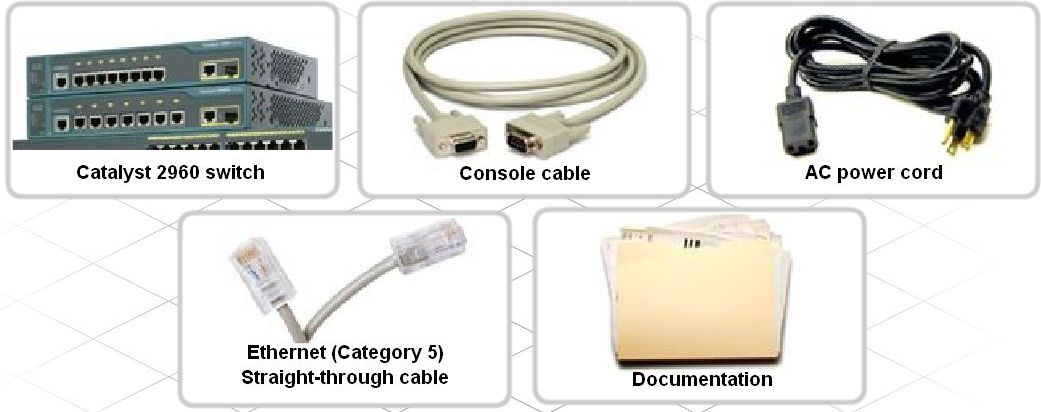 Catalyst 2960 switch
Console cable
AC power cord
Ethernet (Category 5)
Straight-through cable
Documentation